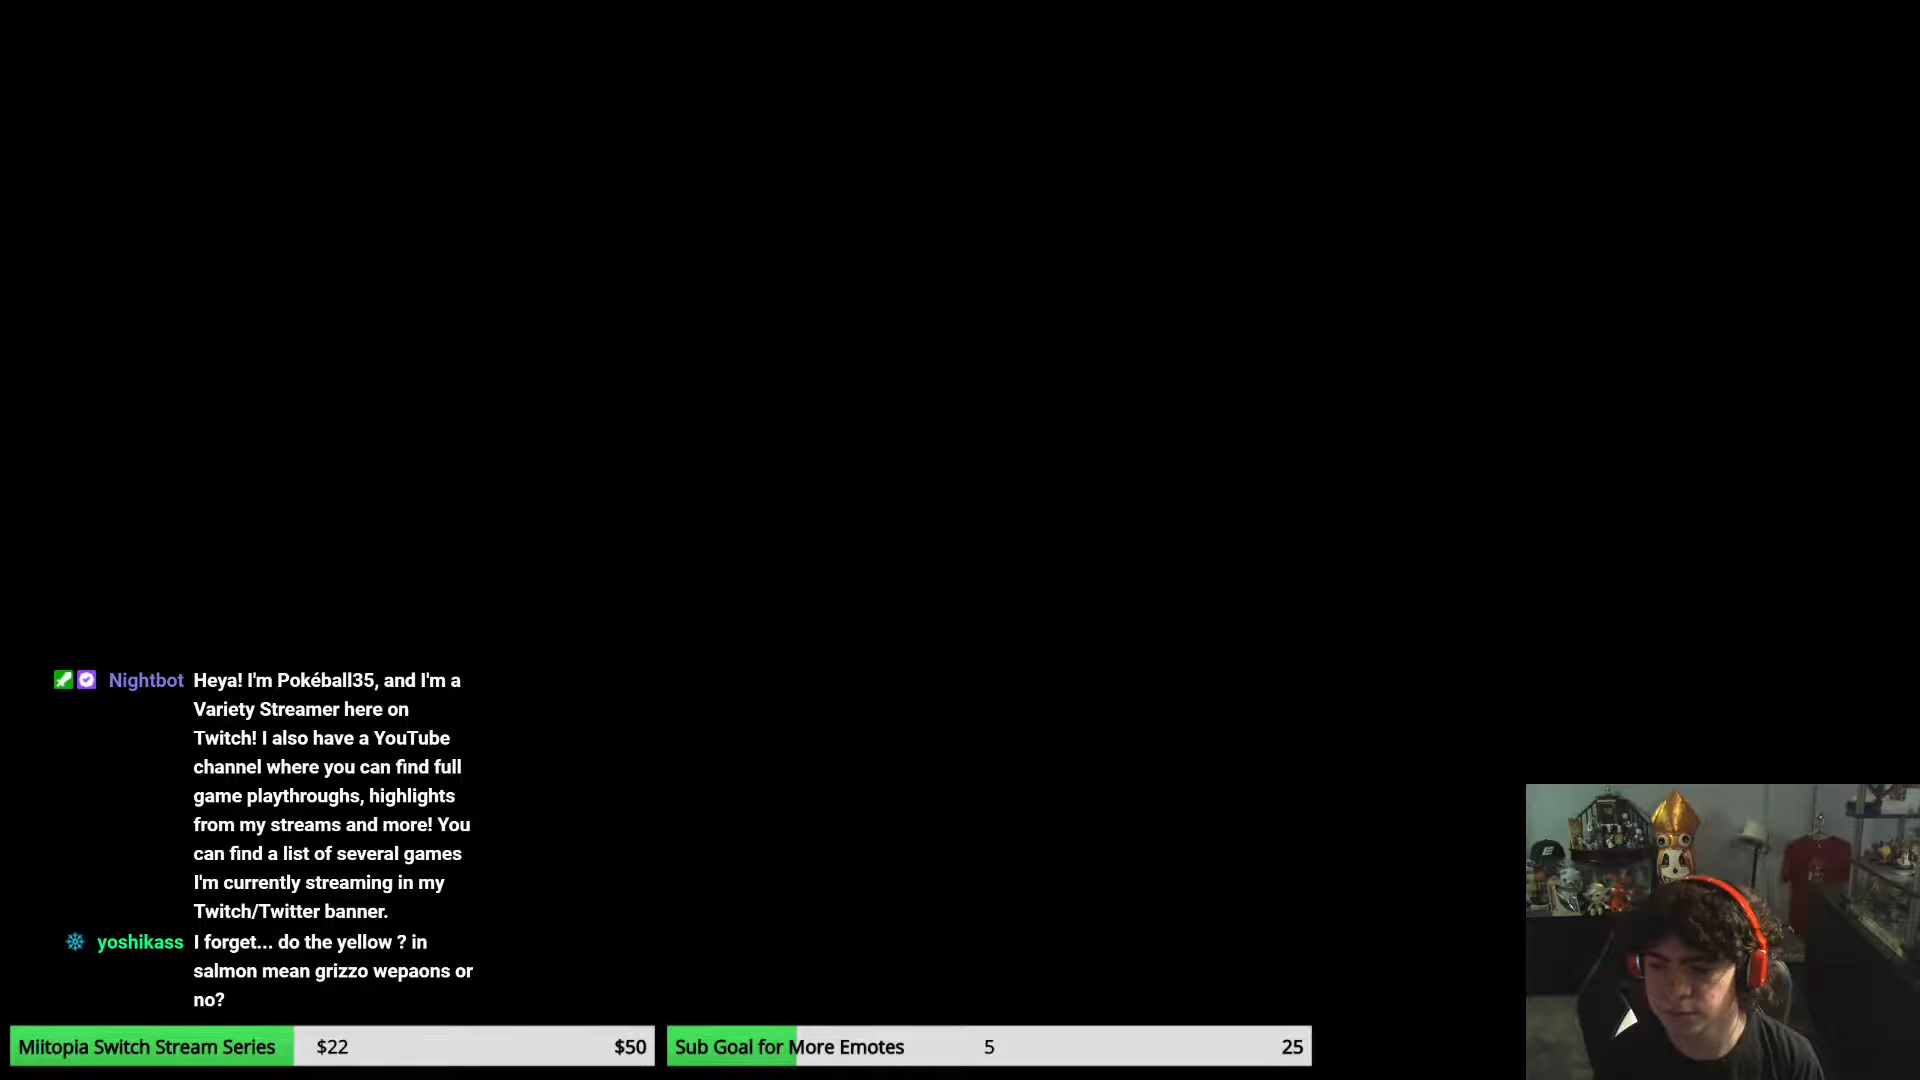 Nightbot Heya! I'm Pokéball35, and I'm a
Variety Streamer here on
Twitch! I also have a YouTube
channel where you can find full
game playthroughs, highlights
from my streams and more! You
can find a list of several games
I'm currently streaming in my
Twitch/Twitter banner.
yoshikass I forget... do the yellow ? in
salmon mean grizzo wepaons or
no?
Miitopia Switch Stream Series $22 $50
Sub Goal for More Emotes 5 25